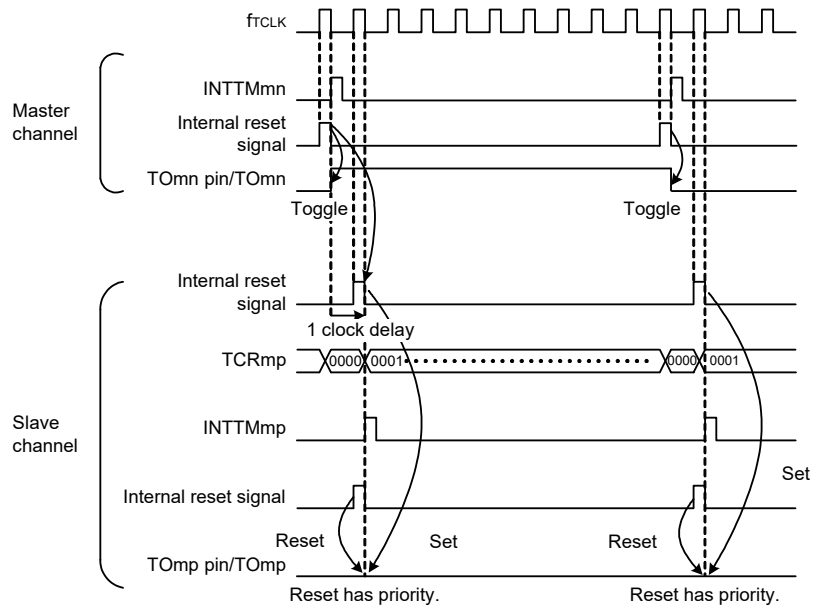 fTCLK
INTTMmn
Master
channel
Internal reset
signal
TOmn pin/TOmn
Toggle
Toggle
Internal reset
signal
1 clock delay
TCRmp
0000
0001
0000
0001
Slave
channel
INTTMmp
Set
Internal reset signal
Reset
Set
Reset
TOmp pin/TOmp
Reset has priority.
Reset has priority.